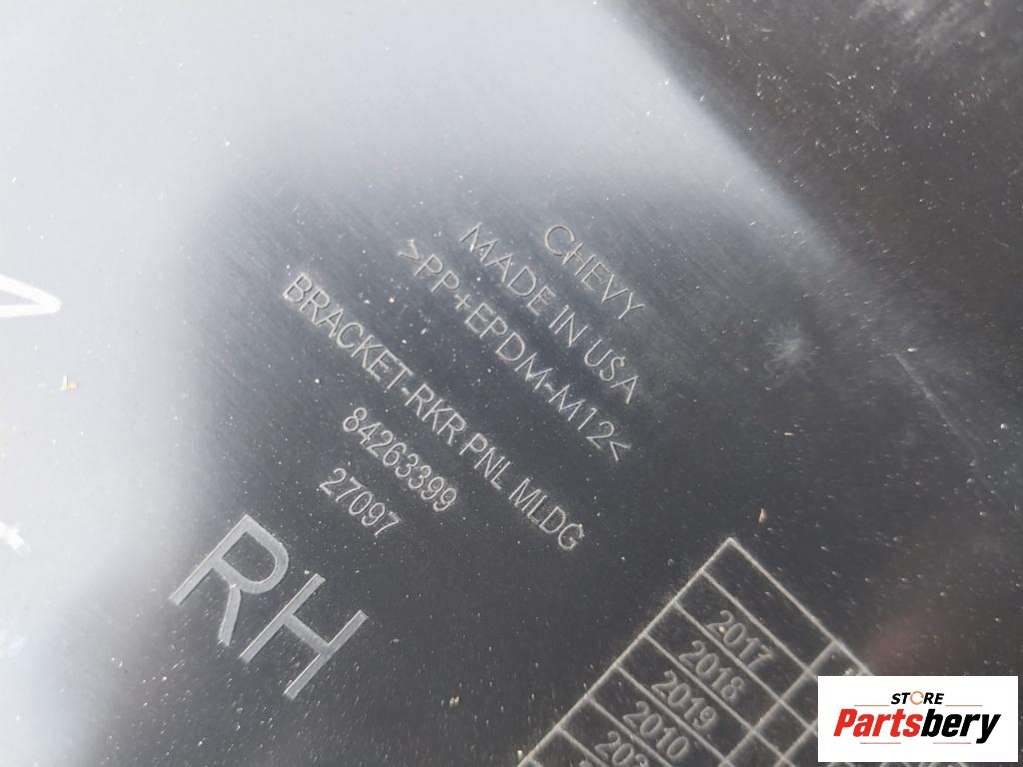 CHEVY
MADE IN USA
>PP+EPDM-M12<
BRACKET-RKR PNL MLDG
84263399
27097
RH
2017
2018
2019
2010
STORE
Partsbery